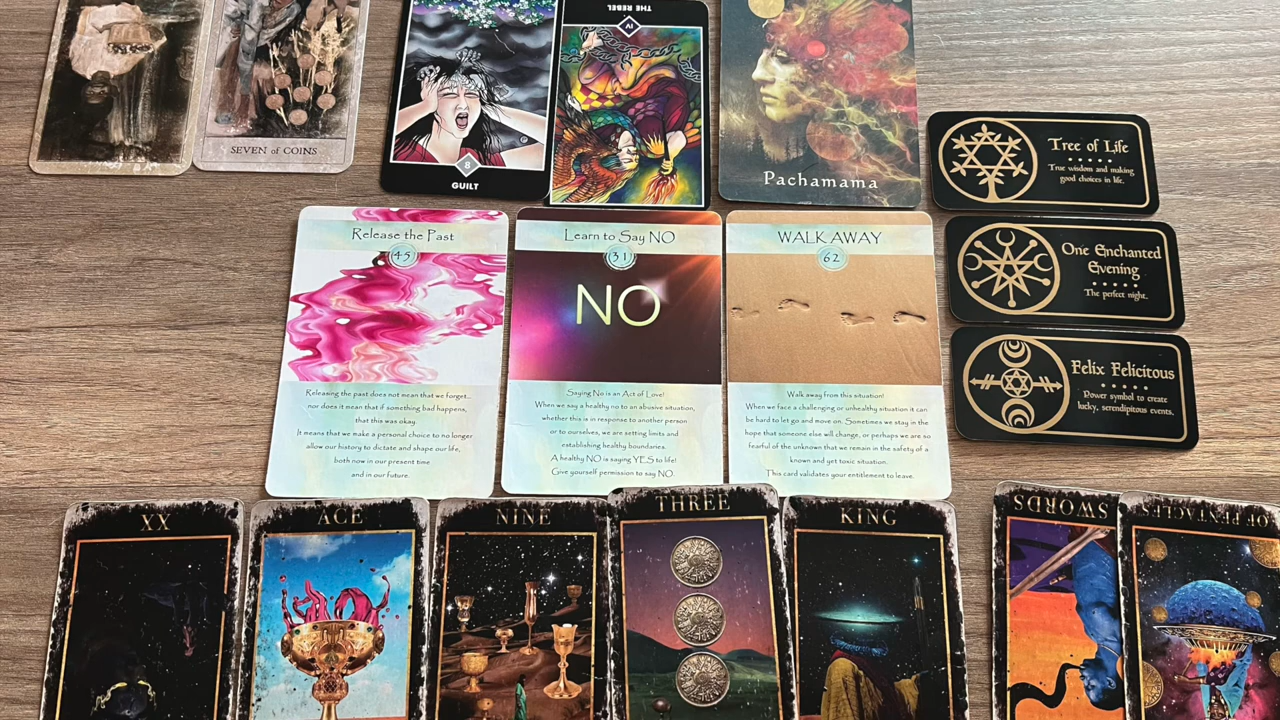 SEVEN of COINS
8
GUILT
THE REBEL
IV
Pachamama
Tree of Life
True wisdom and making
good choices in life.
One Enchanted
Evening
The perfect night.
Felix Felicitous
Power symbol to create
lucky, serendipitous events.
Release the Past
45
Releasing the past does not mean that we forget...
nor does it mean that if something bad happens,
that this was okay.
It means that we make a personal choice to no longer
allow our history to dictate and shape our life,
both now in our present time
and in our future.
Learn to Say NO
31
NO
Saying No is an Act of Love!
When we say a healthy no to an abusive situation,
whether this is in response to another person
or to ourselves, we are setting limits and
establishing healthy boundaries.
A healthy NO is saying YES to life!
Give yourself permission to say NO.
WALK AWAY
62
Walk away from this situation!
When we face a challenging or unhealthy situation it can
be hard to let go and move on. Sometimes we stay in the
hope that someone else will change, or perhaps we are so
fearful of the unknown that we remain in the safety of a
known and yet toxic situation.
This card validates your entitlement to leave.
XX
ACE
NINE
THREE
KING
SWORDS
OF PENTACLES